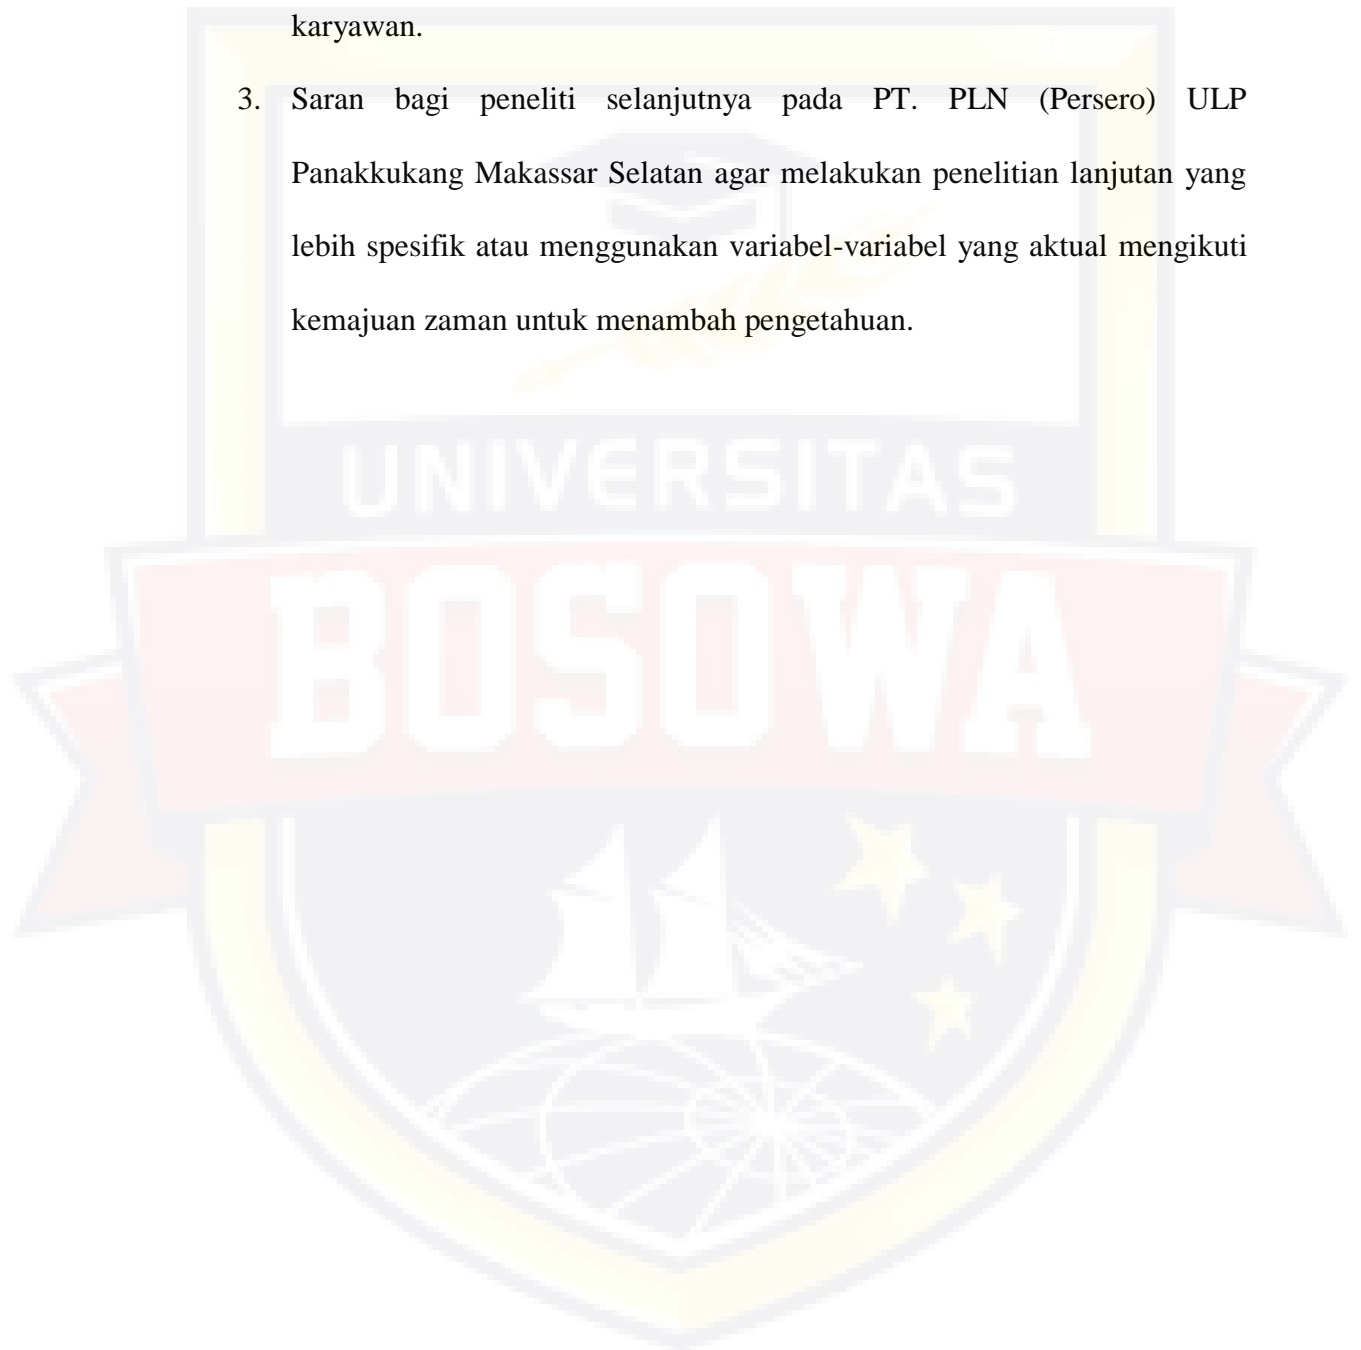 karyawan.
3. Saran bagi peneliti selanjutnya pada PT. PLN (Persero) ULP
Panakkukang Makassar Selatan agar melakukan penelitian lanjutan yang
lebih spesifik atau menggunakan variabel-variabel yang aktual mengikuti
kemajuan zaman untuk menambah pengetahuan.
UNIVERSITAS
BOSOWA